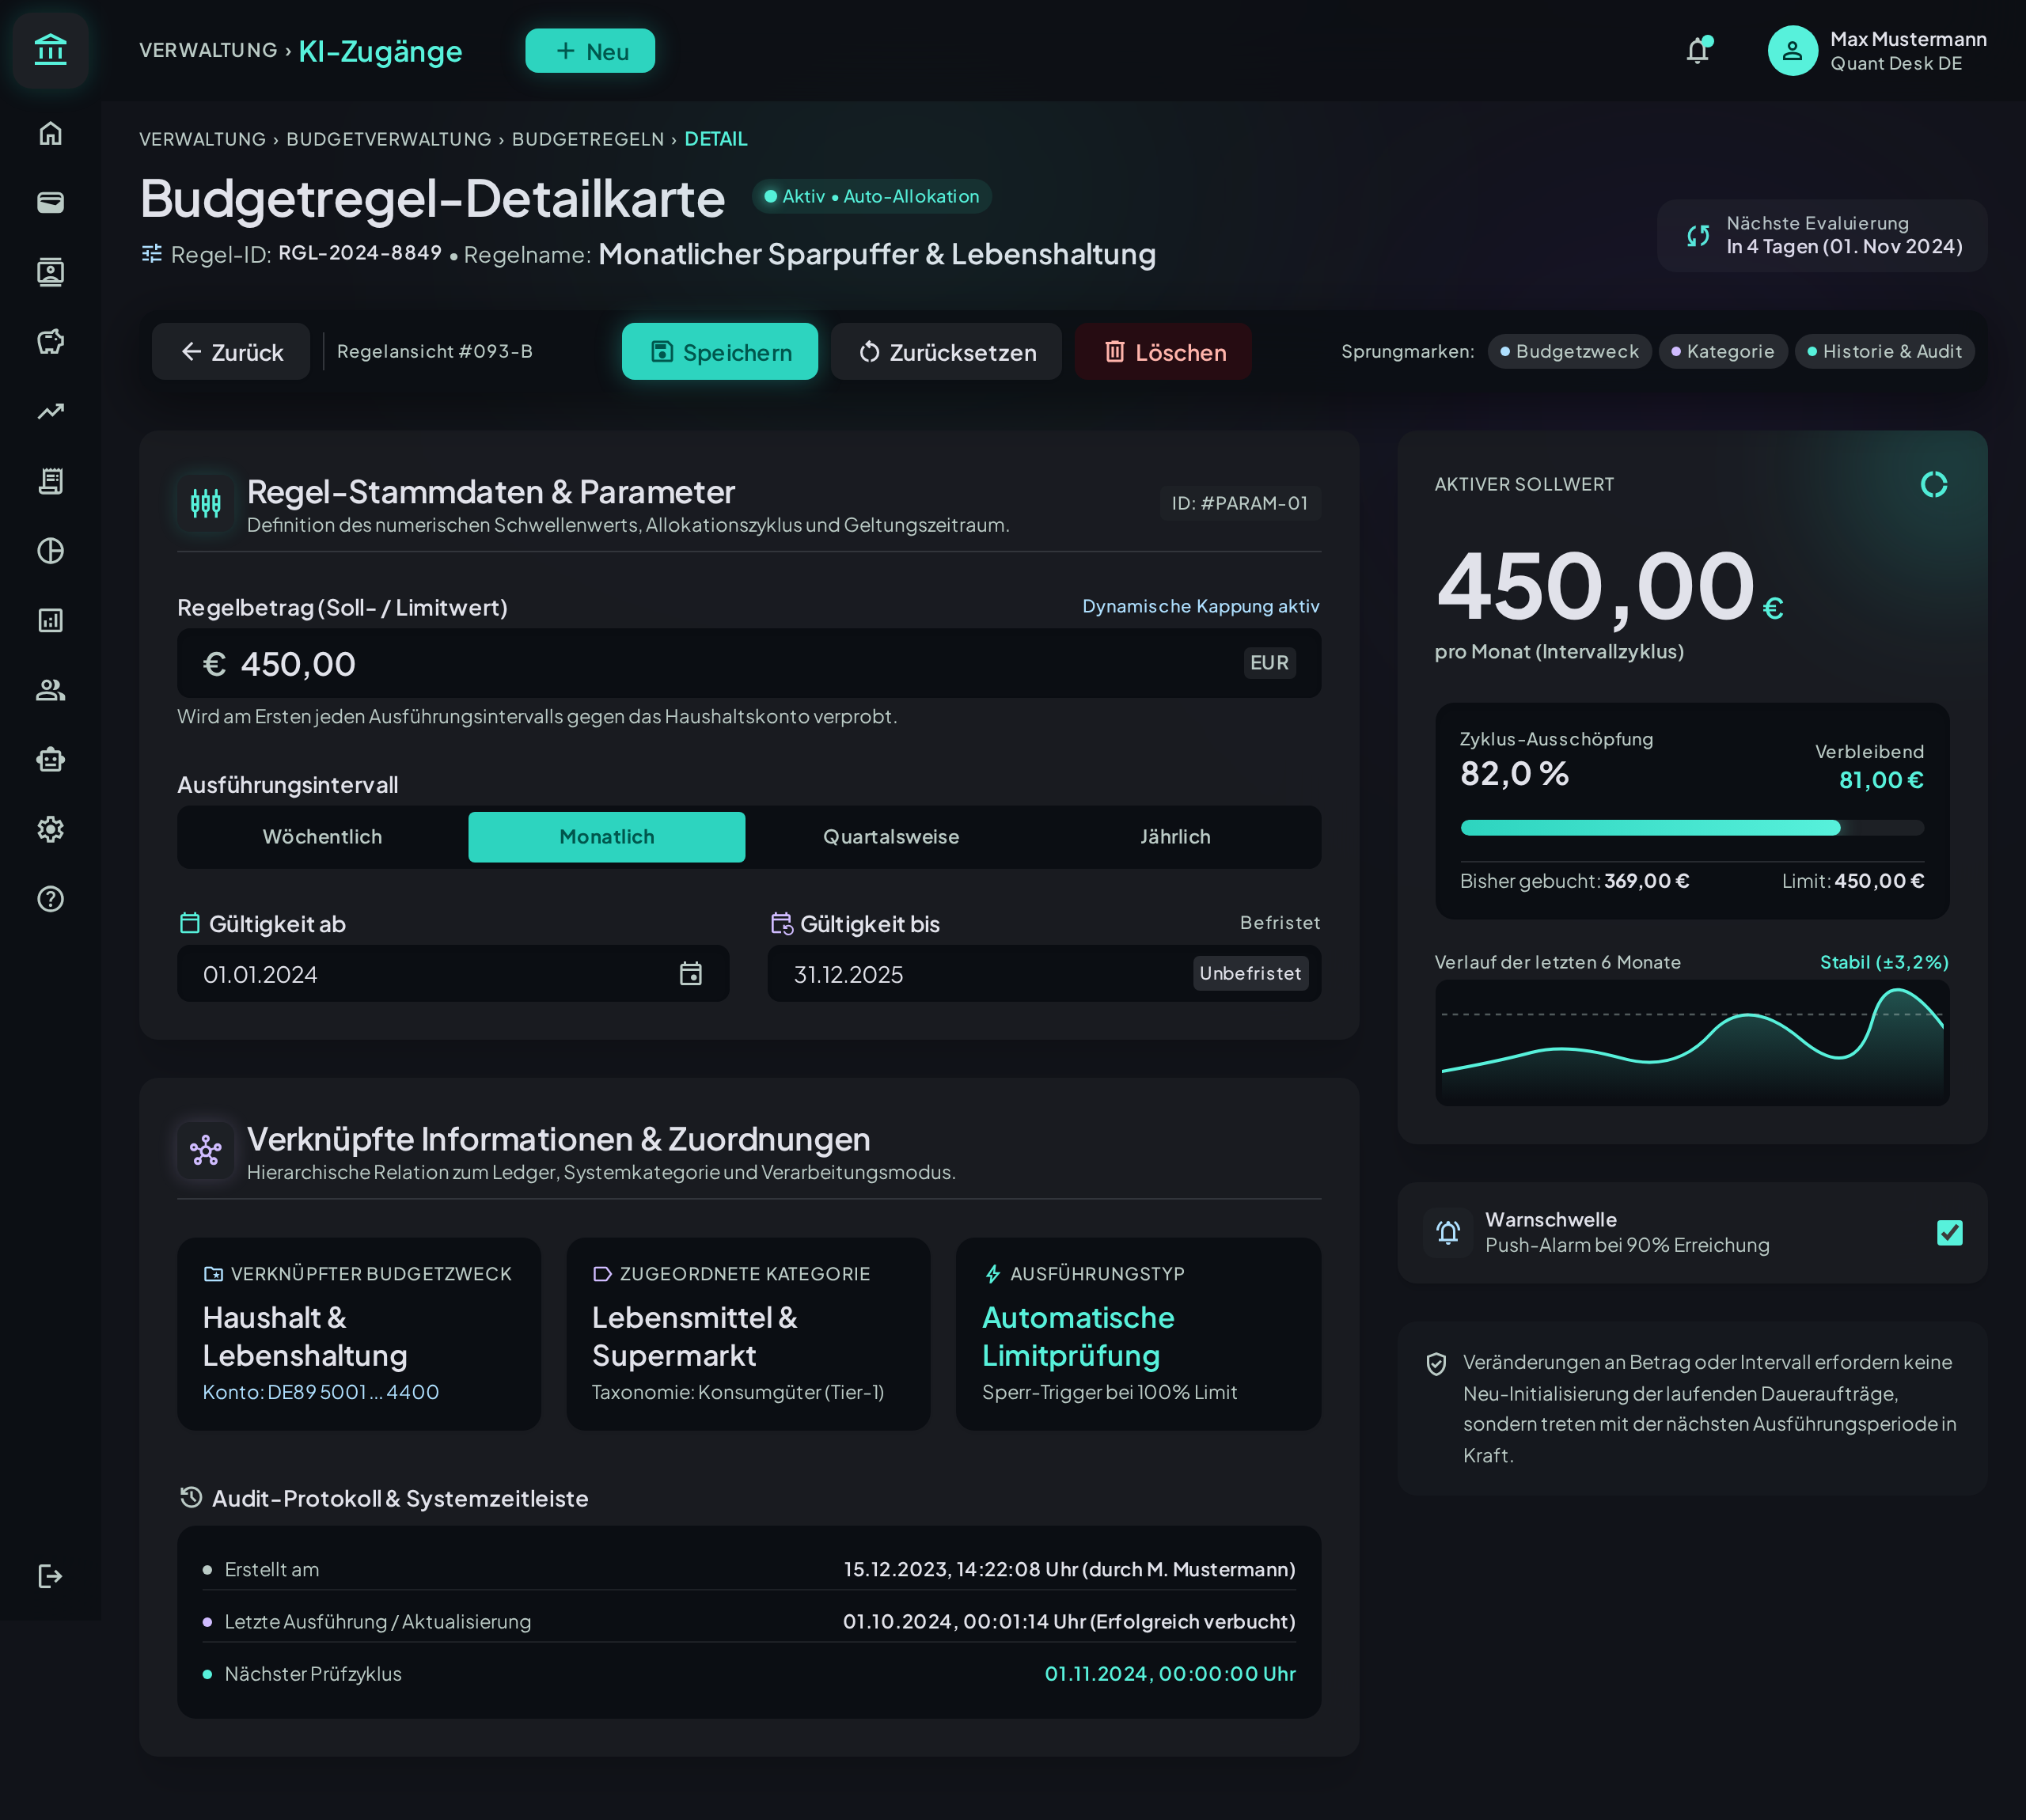 VERWALTUNG › KI-Zugänge
+ Neu
Max Mustermann
Quant Desk DE
VERWALTUNG › BUDGETVERWALTUNG › BUDGETREGELN › DETAIL
Budgetregel-Detailkarte
Aktiv • Auto-Allokation
Regel-ID: RGL-2024-8849 • Regelname: Monatlicher Sparpuffer & Lebenshaltung
Nächste Evaluierung
In 4 Tagen (01. Nov 2024)
Zurück
Regelansicht #093-B
Speichern
Zurücksetzen
Löschen
Sprungmarken:
Budgetzweck
Kategorie
Historie & Audit
Regel-Stammdaten & Parameter
Definition des numerischen Schwellenwerts, Allokationszyklus und Geltungszeitraum.
ID: #PARAM-01
Regelbetrag (Soll- / Limitwert)
Dynamische Kappung aktiv
€ 450,00
EUR
Wird am Ersten jeden Ausführungsintervalls gegen das Haushaltskonto verprobt.
Ausführungsintervall
Wöchentlich
Monatlich
Quartalsweise
Jährlich
Gültigkeit ab
01.01.2024
Gültigkeit bis
Befristet
31.12.2025
Unbefristet
Verknüpfte Informationen & Zuordnungen
Hierarchische Relation zum Ledger, Systemkategorie und Verarbeitungsmodus.
VERKNÜPFTER BUDGETZWECK
Haushalt &
Lebenshaltung
Konto: DE89 5001 ... 4400
ZUGEORDNETE KATEGORIE
Lebensmittel &
Supermarkt
Taxonomie: Konsumgüter (Tier-1)
AUSFÜHRUNGSTYP
Automatische
Limitprüfung
Sperr-Trigger bei 100% Limit
Audit-Protokoll & Systemzeitleiste
Erstellt am
15.12.2023, 14:22:08 Uhr (durch M. Mustermann)
Letzte Ausführung / Aktualisierung
01.10.2024, 00:01:14 Uhr (Erfolgreich verbucht)
Nächster Prüfzyklus
01.11.2024, 00:00:00 Uhr
AKTIVER SOLLWERT
450,00 €
pro Monat (Intervallzyklus)
Zyklus-Ausschöpfung
82,0 %
Verbleibend
81,00 €
Bisher gebucht: 369,00 €
Limit: 450,00 €
Verlauf der letzten 6 Monate
Stabil (±3,2%)
Warnschwelle
Push-Alarm bei 90% Erreichung
Veränderungen an Betrag oder Intervall erfordern keine
Neu-Initialisierung der laufenden Daueraufträge,
sondern treten mit der nächsten Ausführungsperiode in
Kraft.